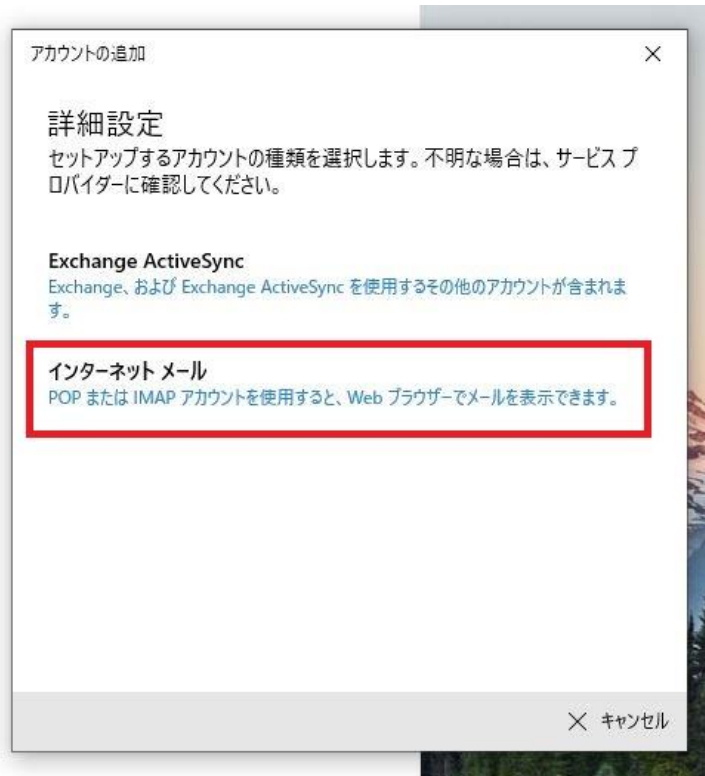 アカウントの追加
詳細設定
セットアップするアカウントの種類を選択します。不明な場合は、サービス プ
ロバイダーに確認してください。
Exchange ActiveSync
Exchange、および Exchange ActiveSync を使用するその他のアカウントが含まれま
す。
インターネット メール
POP または IMAP アカウントを使用すると、Web ブラウザーでメールを表示できます。
キャンセル